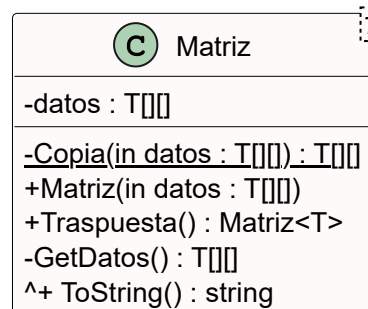 C Matriz
-datos : T[][]
-Copia(in datos : T[][]) : T[][]
+Matriz(in datos : T[][])
+Traspuesta() : Matriz<T>
-GetDatos() : T[][]
^+ ToString() : string